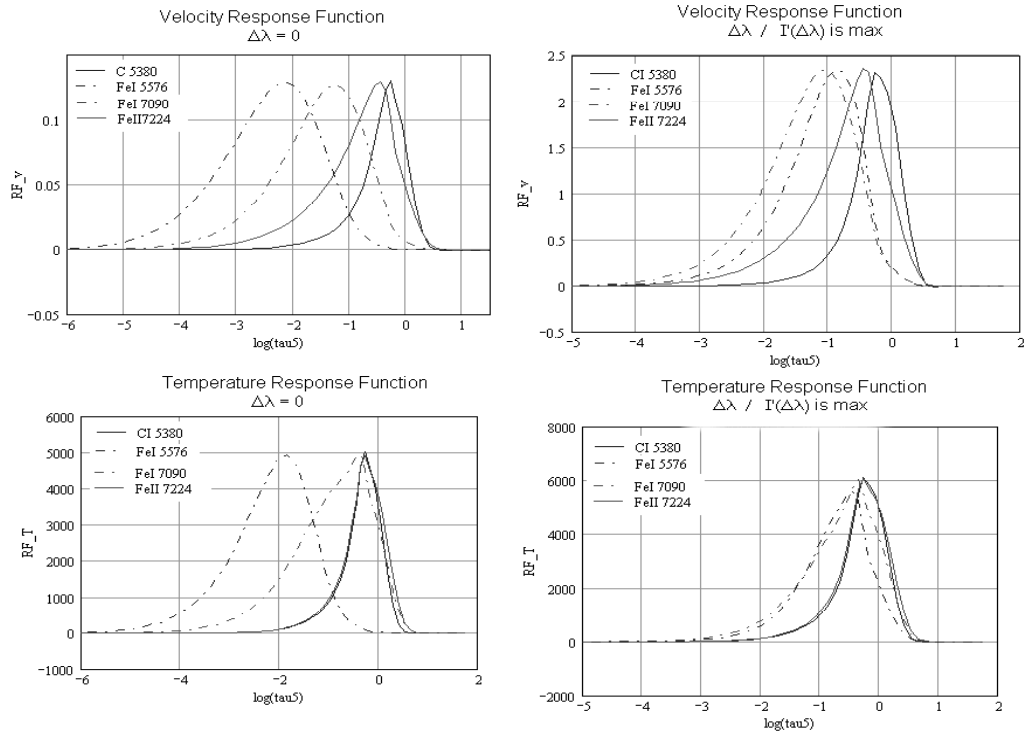 Velocity Response Function
Δλ = 0
C 5380
FeI 5576
FeI 7090
FeII7224
0.1
0.05
0
−0.05
RF_v
−6 −5 −4 −3 −2 −1 0 1
log(tau5)
Velocity Response Function
Δλ / I'(Δλ) is max
CI 5380
FeI 5576
FeI 7090
FeII 7224
2.5
2
1.5
1
0.5
0
−0.5
RF_v
−5 −4 −3 −2 −1 0 1 2
log(tau5)
Temperature Response Function
Δλ = 0
CI 5380
FeI 5576
FeI 7090
FeII 7224
6000
5000
4000
3000
2000
1000
0
−1000
RF_T
−6 −4 −2 0 2
log(tau5)
Temperature Response Function
Δλ / I'(Δλ) is max
CI 5380
FeI 5576
FeI 7090
FeII 7224
8000
6000
4000
2000
0
−2000
RF_T
−5 −4 −3 −2 −1 0 1 2
log(tau5)